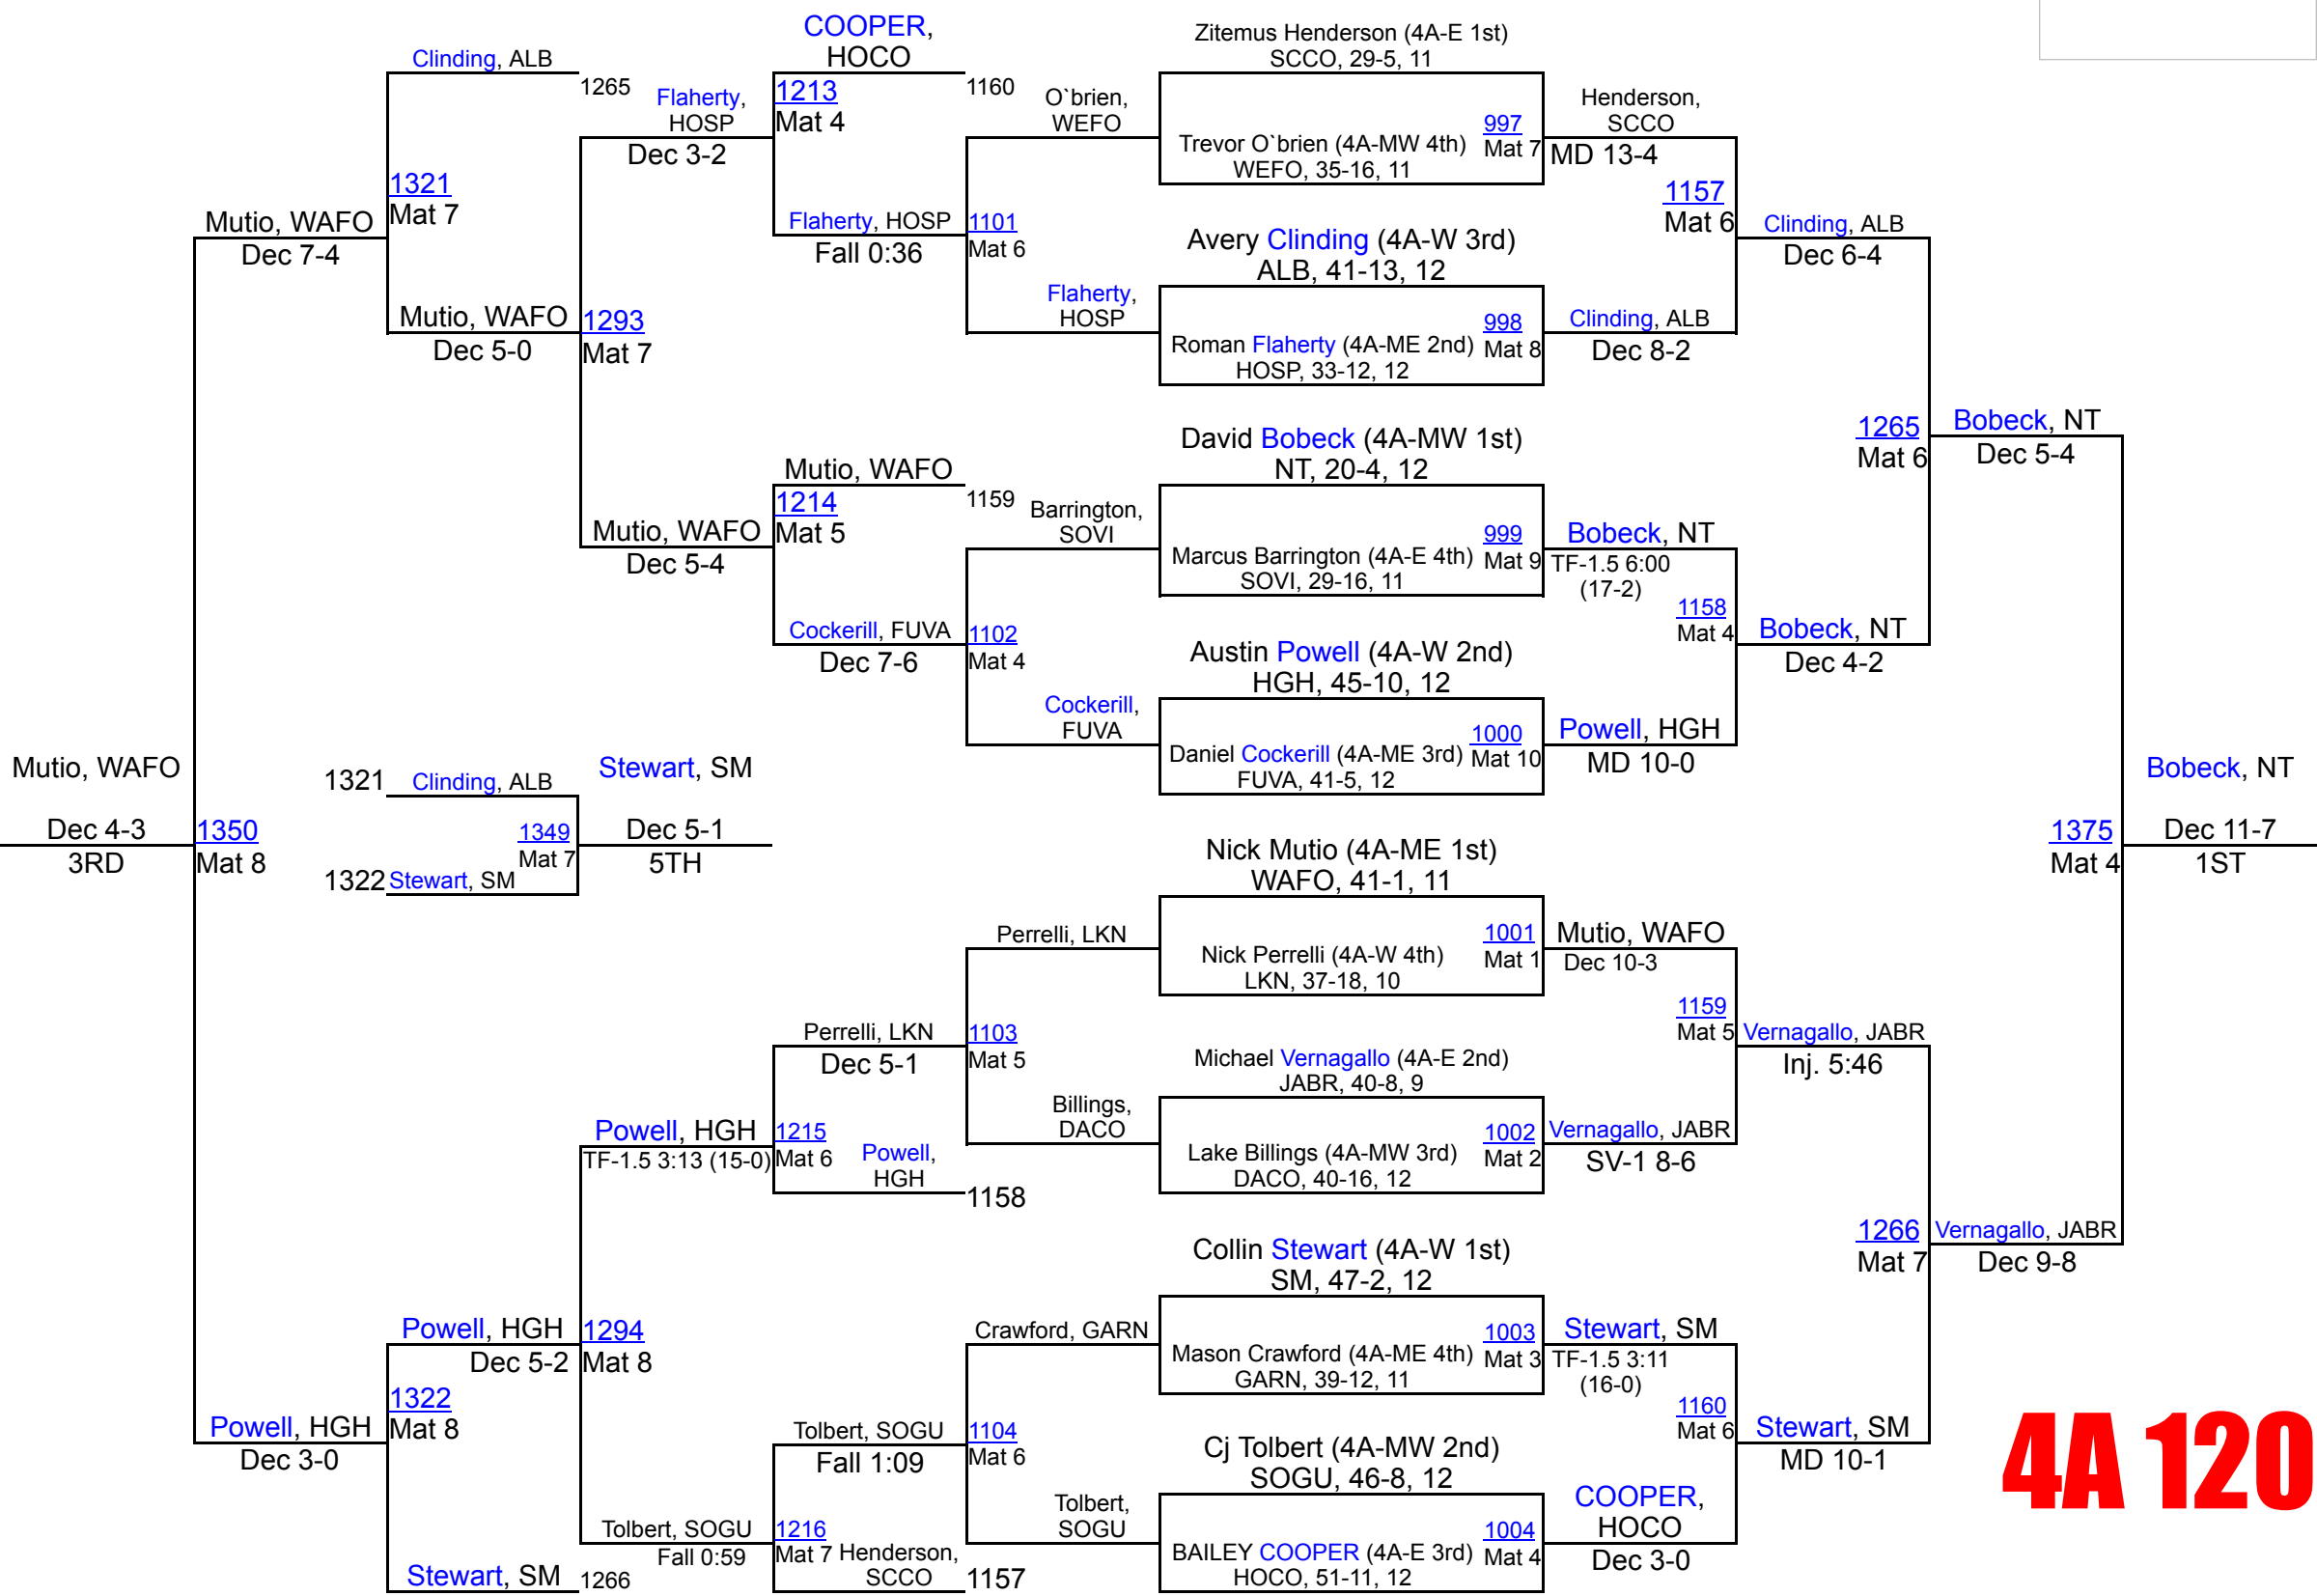 COOPER,
HOCO
1160
1213
Mat 4
Clinding, ALB
1265
Flaherty,
HOSP
Dec 3-2
1321
Mat 7
Mutio, WAFO
Dec 7-4
Flaherty, HOSP
Fall 0:36
1101
Mat 6
O`brien,
WEFO
Flaherty,
HOSP
Mutio, WAFO
Dec 5-0
1293
Mat 7
Mutio, WAFO
1159
1214
Mat 5
Mutio, WAFO
Dec 5-4
Cockerill, FUVA
Dec 7-6
1102
Mat 4
Barrington,
SOVI
Cockerill,
FUVA
Mutio, WAFO
Dec 4-3
3RD
1350
Mat 8
1321
Clinding, ALB
1322
Stewart, SM
1349
Mat 7
Stewart, SM
Dec 5-1
5TH
Perrelli, LKN
Billings,
DACO
1103
Mat 5
Perrelli, LKN
Dec 5-1
1215
Mat 6
Powell,
HGH
1158
Powell, HGH
TF-1.5 3:13 (15-0)
Powell, HGH
Dec 5-2
1294
Mat 8
1322
Mat 8
Powell, HGH
Dec 3-0
Stewart, SM
1266
Crawford, GARN
Tolbert,
SOGU
1104
Mat 6
Tolbert, SOGU
Fall 1:09
1216
Mat 7
Tolbert, SOGU
Fall 0:59
Henderson,
SCCO
1157
Zitemus Henderson (4A-E 1st)
SCCO, 29-5, 11
997
Mat 7
Trevor O`brien (4A-MW 4th)
WEFO, 35-16, 11
Henderson,
SCCO
MD 13-4
1157
Mat 6
Clinding, ALB
Dec 6-4
Avery Clinding (4A-W 3rd)
ALB, 41-13, 12
998
Mat 8
Roman Flaherty (4A-ME 2nd)
HOSP, 33-12, 12
Clinding, ALB
Dec 8-2
1265
Mat 6
Bobeck, NT
Dec 5-4
David Bobeck (4A-MW 1st)
NT, 20-4, 12
999
Mat 9
Marcus Barrington (4A-E 4th)
SOVI, 29-16, 11
Bobeck, NT
TF-1.5 6:00
(17-2)
1158
Mat 4
Bobeck, NT
Dec 4-2
Austin Powell (4A-W 2nd)
HGH, 45-10, 12
1000
Mat 10
Daniel Cockerill (4A-ME 3rd)
FUVA, 41-5, 12
Powell, HGH
MD 10-0
1375
Mat 4
Bobeck, NT
Dec 11-7
1ST
Nick Mutio (4A-ME 1st)
WAFO, 41-1, 11
1001
Mat 1
Nick Perrelli (4A-W 4th)
LKN, 37-18, 10
Mutio, WAFO
Dec 10-3
1159
Mat 5
Vernagallo, JABR
Inj. 5:46
Michael Vernagallo (4A-E 2nd)
JABR, 40-8, 9
1002
Mat 2
Lake Billings (4A-MW 3rd)
DACO, 40-16, 12
Vernagallo, JABR
SV-1 8-6
1266
Mat 7
Vernagallo, JABR
Dec 9-8
Collin Stewart (4A-W 1st)
SM, 47-2, 12
1003
Mat 3
Mason Crawford (4A-ME 4th)
GARN, 39-12, 11
Stewart, SM
TF-1.5 3:11
(16-0)
1160
Mat 6
Stewart, SM
MD 10-1
Cj Tolbert (4A-MW 2nd)
SOGU, 46-8, 12
1004
Mat 4
BAILEY COOPER (4A-E 3rd)
HOCO, 51-11, 12
COOPER,
HOCO
Dec 3-0
4A 120